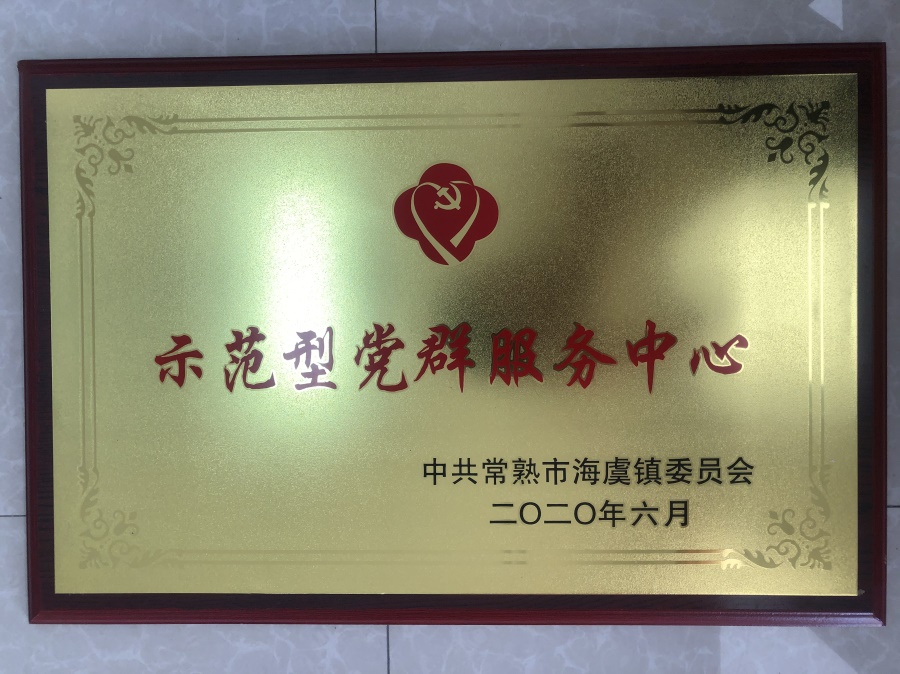 示范型党群服务中心
中共常熟市海虞镇委员会
二〇二〇年六月